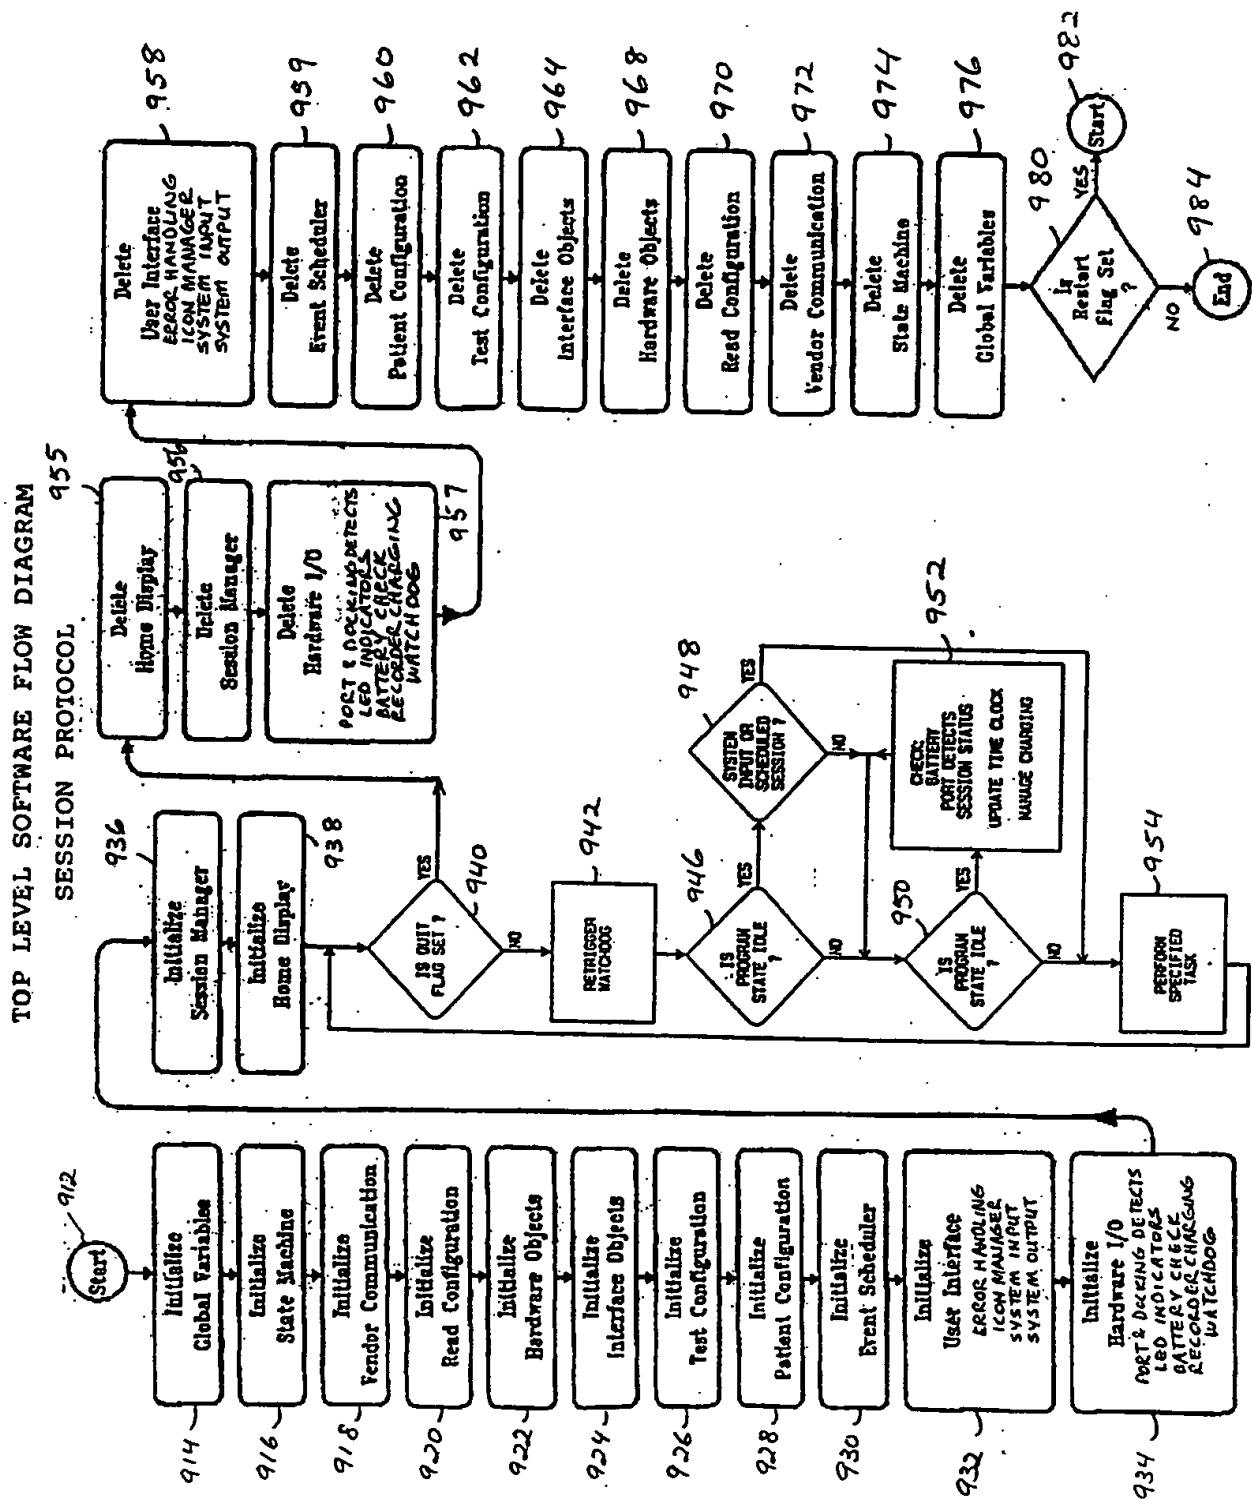 TOP LEVEL SOFTWARE FLOW DIAGRAM
SESSION PROTOCOL
912
Start
914
Initialize
Global Variables
916
Initialize
State Machine
918
Initialize
Vendor Communication
920
Initialize
Read Configuration
922
Initialize
Hardware Objects
924
Initialize
Interface Objects
926
Initialize
Test Configuration
928
Initialize
Patient Configuration
930
Initialize
Event Scheduler
932
Initialize
User Interface
ERROR HANDLING
ICON MANAGER
SYSTEM INPUT
SYSTEM OUTPUT
934
Initialize
Hardware I/O
PORT & DOCKING DETECTS
LED INDICATORS
BATTERY CHECK
RECORDER CHARGING
WATCHDOG
936
Initialize
Session Manager
938
Initialize
Home Display
940
IS QUIT
FLAG SET ?
YES
NO
942
RETRIGGER
WATCHDOG
946
IS
PROGRAM
STATE IDLE
?
YES
NO
948
SYSTEM
INPUT OR
SCHEDULED
SESSION ?
YES
NO
950
IS
PROGRAM
STATE IDLE
?
YES
NO
952
CHECK:
BATTERY
PORT DETECTS
SESSION STATUS
UPDATE TIME CLOCK
MANAGE CHARGING
954
PERFORM
SPECIFIED
TASK
955
Delete
Home Display
956
Delete
Session Manager
957
Delete
Hardware I/O
PORT & DOCKING DETECTS
LED INDICATORS
BATTERY CHECK
RECORDER CHARGING
WATCHDOG
958
Delete
User Interface
ERROR HANDLING
ICON MANAGER
SYSTEM INPUT
SYSTEM OUTPUT
959
Delete
Event Scheduler
960
Delete
Patient Configuration
962
Delete
Test Configuration
964
Delete
Interface Objects
968
Delete
Hardware Objects
970
Delete
Read Configuration
972
Delete
Vendor Communication
974
Delete
State Machine
976
Delete
Global Variables
980
Is
Restart
Flag Set
?
YES
NO
982
Start
984
End